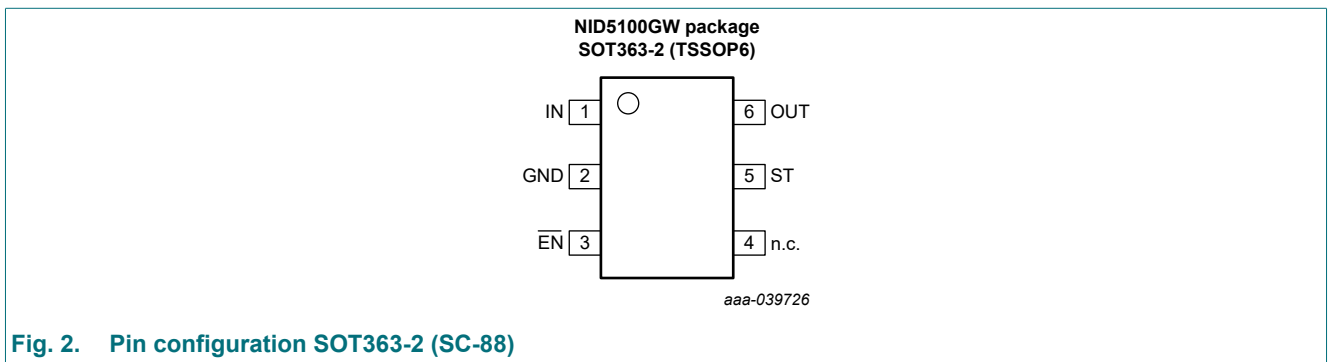 NID5100GW package
SOT363-2 (TSSOP6)
IN 1 6 OUT
GND 2 5 ST
E̅N̅ 3 4 n.c.
aaa-039726
Fig. 2. Pin configuration SOT363-2 (SC-88)